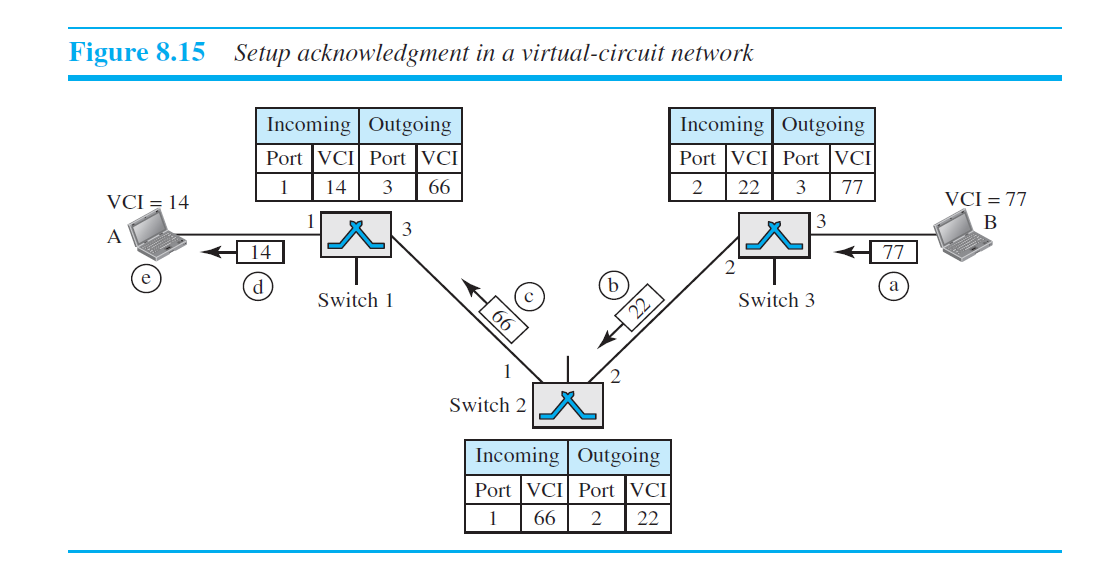 Figure 8.15 Setup acknowledgment in a virtual-circuit network
Incoming Outgoing
Port VCI Port VCI
1 14 3 66
Incoming Outgoing
Port VCI Port VCI
2 22 3 77
VCI = 14
A
1
3
14
e
d
Switch 1
VCI = 77
B
3
2
77
a
Switch 3
c
66
b
22
1
2
Switch 2
Incoming Outgoing
Port VCI Port VCI
1 66 2 22